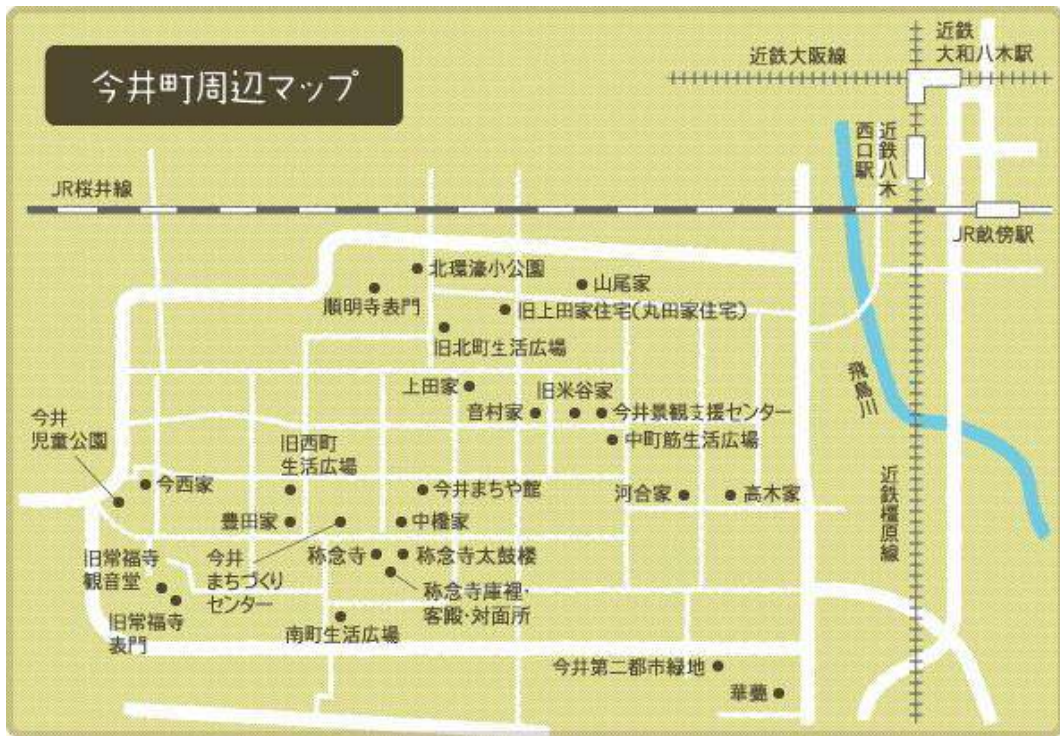 今井町周辺マップ
近鉄大阪線
近鉄
大和八木駅
近鉄八木
西口駅
JR桜井線
JR畝傍駅
北環濠小公園
山尾家
順明寺表門
旧上田家住宅(丸田家住宅)
旧北町生活広場
上田家
旧米谷家
音村家
今井景観支援センター
中町筋生活広場
飛鳥川
今井
児童公園
旧西町
生活広場
今西家
今井まちや館
河合家
高木家
近鉄橿原線
豊田家
中橋家
旧常福寺
観音堂
今井
まちづくり
センター
称念寺
称念寺太鼓楼
称念寺庫裡・
客殿・対面所
旧常福寺
表門
南町生活広場
今井第二都市緑地
華甍